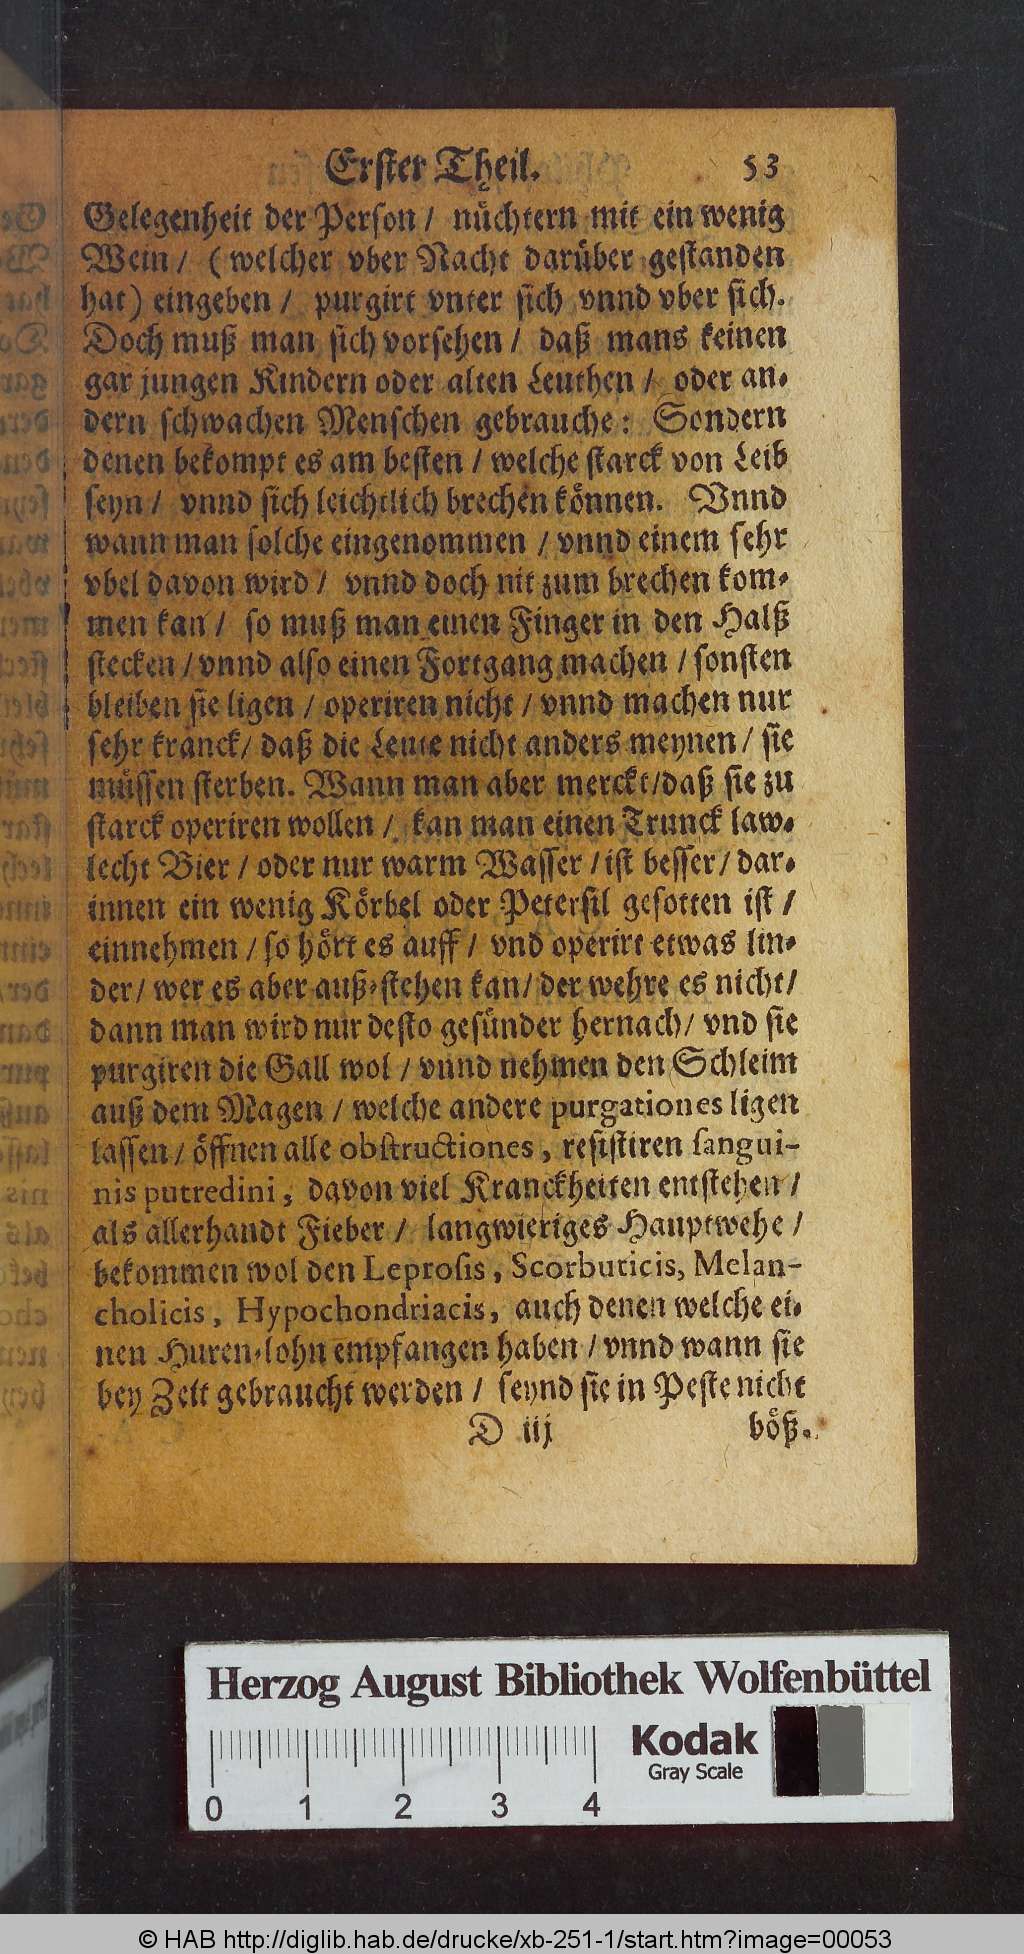 Erster Theil. 53
Gelegenheit der Person / nüchtern mit ein wenig
Wein / (welcher vber Nacht darüber gestanden
hat) eingeben / purgirt vnter sich vnnd vber sich.
Doch muß man sich vorsehen / daß mans keinen
gar jungen Kindern oder alten Leuthen / oder an-
dern schwachen Menschen gebrauche: Sondern
denen bekompt es am besten / welche starck von Leib
seyn / vnnd sich leichtlich brechen können. Vnnd
wann man solche eingenommen / vnnd einem sehr
vbel davon wird / vnnd doch nit zum brechen kom-
men kan / so muß man einen Finger in den Halß
stecken / vnnd also einen Fortgang machen / sonsten
bleiben sie ligen / operiren nicht / vnnd machen nur
sehr kranck / daß die Leute nicht anders meynen / sie
müssen sterben. Wann man aber merckt / daß sie zu
starck operiren wollen / kan man einen Trunck law-
lecht Bier / oder nur warm Wasser / ist besser / dar-
innen ein wenig Körbel oder Petersil gesotten ist /
einnehmen / so hört es auff / vnd operirt etwas lin-
der / wer es aber auß-stehen kan / der wehre es nicht /
dann man wird nur desto gesünder hernach / vnd sie
purgiren die Gall wol / vnnd nehmen den Schleim
auß dem Magen / welche andere purgationes ligen
lassen / öffnen alle obstructiones, resistiren sangui-
nis putredini, davon viel Kranckheiten entstehen /
als allerhandt Fieber / langwieriges Hauptwehe /
bekommen wol den Leprosis, Scorbuticis, Melan-
cholicis, Hypochondriacis, auch denen welche ei-
nen Huren-lohn empfangen haben / vnnd wann sie
bey Zeit gebraucht werden / seynd sie in Peste nicht
D iij böß.
Herzog August Bibliothek Wolfenbüttel
Kodak
Gray Scale
0 1 2 3 4
© HAB http://diglib.hab.de/drucke/xb-251-1/start.htm?image=00053